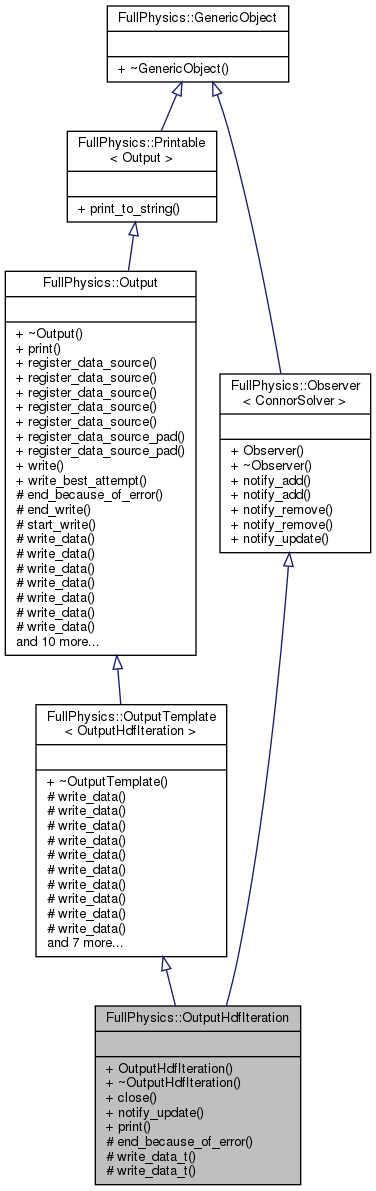 FullPhysics::GenericObject
+ ~GenericObject()
FullPhysics::Printable
< Output >
+ print_to_string()
FullPhysics::Output
+ ~Output()
+ print()
+ register_data_source()
+ register_data_source()
+ register_data_source()
+ register_data_source()
+ register_data_source()
+ register_data_source_pad()
+ register_data_source_pad()
+ write()
+ write_best_attempt()
# end_because_of_error()
# end_write()
# start_write()
# write_data()
# write_data()
# write_data()
# write_data()
# write_data()
# write_data()
# write_data()
and 10 more...
FullPhysics::Observer
< ConnorSolver >
+ Observer()
+ ~Observer()
+ notify_add()
+ notify_add()
+ notify_remove()
+ notify_remove()
+ notify_update()
FullPhysics::OutputTemplate
< OutputHdfIteration >
+ ~OutputTemplate()
# write_data()
# write_data()
# write_data()
# write_data()
# write_data()
# write_data()
# write_data()
# write_data()
# write_data()
# write_data()
and 7 more...
FullPhysics::OutputHdfIteration
+ OutputHdfIteration()
+ ~OutputHdfIteration()
+ close()
+ notify_update()
+ print()
# end_because_of_error()
# write_data_t()
# write_data_t()